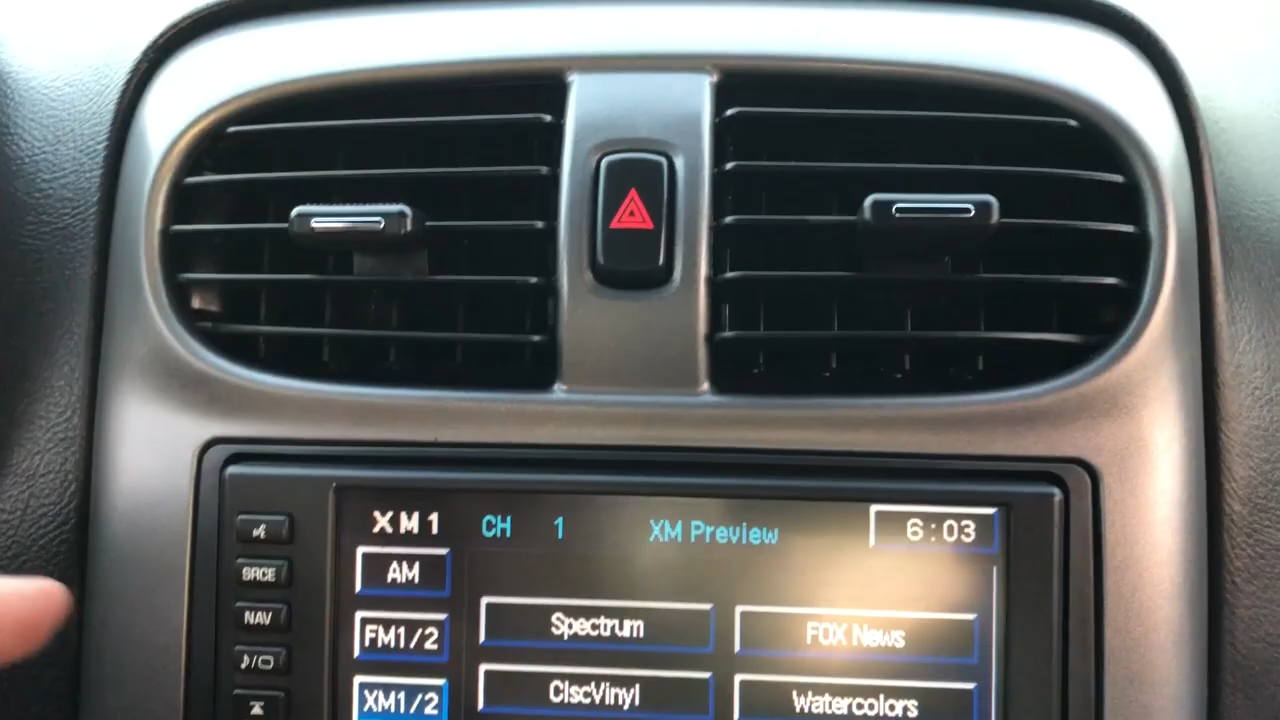 XM1 CH 1 XM Preview 6:03
SRCE
NAV
AM
FM1/2
XM1/2
Spectrum
FOX News
ClscVinyl
Watercolors